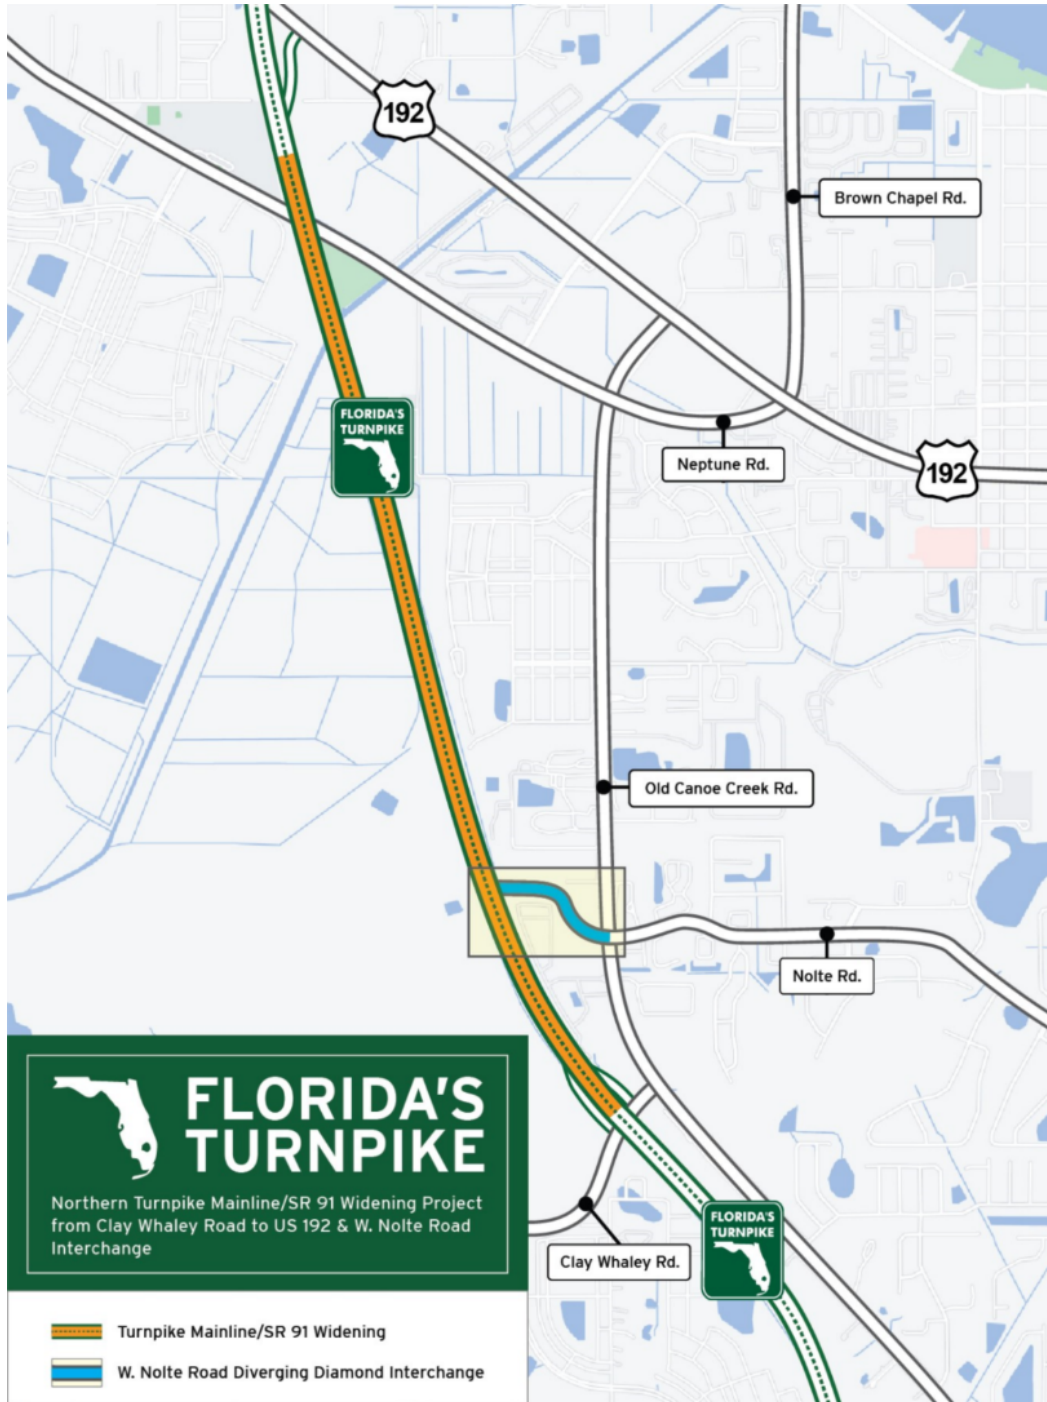 192
Brown Chapel Rd.
FLORIDA'S
TURNPIKE
Neptune Rd.
192
Old Canoe Creek Rd.
Nolte Rd.
FLORIDA'S
TURNPIKE
Northern Turnpike Mainline/SR 91 Widening Project
from Clay Whaley Road to US 192 & W. Nolte Road
Interchange
FLORIDA'S
TURNPIKE
Clay Whaley Rd.
Turnpike Mainline/SR 91 Widening
W. Nolte Road Diverging Diamond Interchange